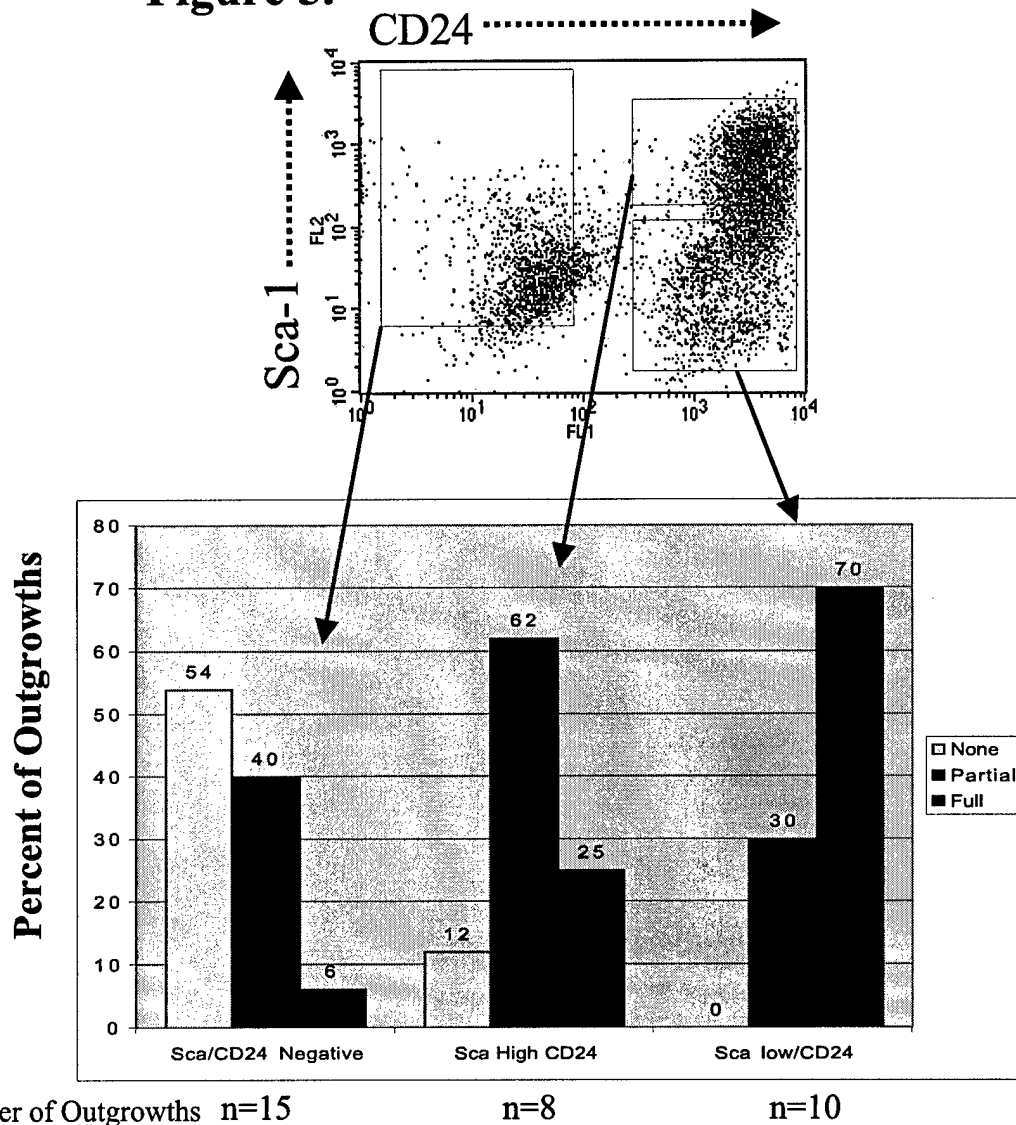 CD24
Sca-1
FL2
10^4
10^3
10^2
10^1
10^0
10^0 10^1 10^2 10^3 10^4
FL1
Percent of Outgrowths
80
70
60
50
40
30
20
10
0
54
40
6
12
62
25
0
30
70
None
Partial
Full
Sca/CD24 Negative Sca High CD24 Sca low/CD24
of Outgrowths n=15 n=8 n=10